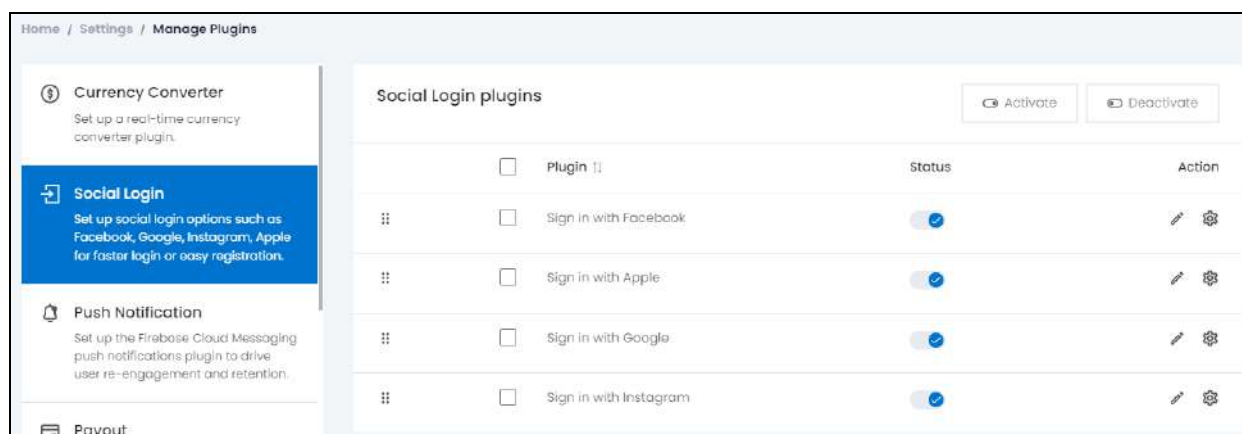 Home / Settings / Manage Plugins
Currency Converter
Set up a real-time currency
converter plugin.
Social Login
Set up social login options such as
Facebook, Google, Instagram, Apple
for faster login or easy registration.
Push Notification
Set up the Firebase Cloud Messaging
push notifications plugin to drive
user re-engagement and retention.
Payout
Social Login plugins
Activate
Deactivate
Plugin
Status
Action
Sign in with Facebook
Sign in with Apple
Sign in with Google
Sign in with Instagram